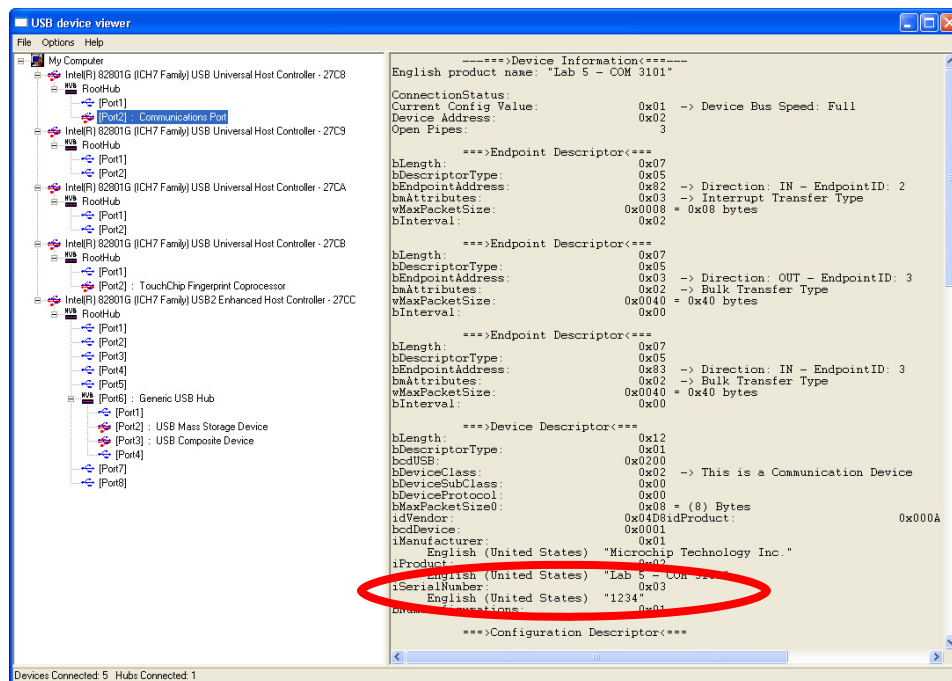 USB device viewer
File Options Help
My Computer
Intel(R) 82801G (ICH7 Family) USB Universal Host Controller - 27C8
RootHub
[Port1]
[Port2] : Communications Port
Intel(R) 82801G (ICH7 Family) USB Universal Host Controller - 27C9
RootHub
[Port1]
[Port2]
Intel(R) 82801G (ICH7 Family) USB Universal Host Controller - 27CA
RootHub
[Port1]
[Port2]
Intel(R) 82801G (ICH7 Family) USB Universal Host Controller - 27CB
RootHub
[Port1]
[Port2] : TouchChip Fingerprint Coprocessor
Intel(R) 82801G (ICH7 Family) USB2 Enhanced Host Controller - 27CC
RootHub
[Port1]
[Port2]
[Port3]
[Port4]
[Port5]
[Port6] : Generic USB Hub
[Port1]
[Port2] : USB Mass Storage Device
[Port3] : USB Composite Device
[Port4]
[Port7]
[Port8]
---===>Device Information<===---
English product name: "Lab 5 - COM 3101"
ConnectionStatus:
Current Config Value: 0x01 -> Device Bus Speed: Full
Device Address: 0x02
Open Pipes: 3
===>Endpoint Descriptor<===
bLength: 0x07
bDescriptorType: 0x05
bEndpointAddress: 0x82 -> Direction: IN - EndpointID: 2
bmAttributes: 0x03 -> Interrupt Transfer Type
wMaxPacketSize: 0x0008 = 0x08 bytes
bInterval: 0x02
===>Endpoint Descriptor<===
bLength: 0x07
bDescriptorType: 0x05
bEndpointAddress: 0x03 -> Direction: OUT - EndpointID: 3
bmAttributes: 0x02 -> Bulk Transfer Type
wMaxPacketSize: 0x0040 = 0x40 bytes
bInterval: 0x00
===>Endpoint Descriptor<===
bLength: 0x07
bDescriptorType: 0x05
bEndpointAddress: 0x83 -> Direction: IN - EndpointID: 3
bmAttributes: 0x02 -> Bulk Transfer Type
wMaxPacketSize: 0x0040 = 0x40 bytes
bInterval: 0x00
===>Device Descriptor<===
bLength: 0x12
bDescriptorType: 0x01
bcdUSB: 0x0200
bDeviceClass: 0x02 -> This is a Communication Device
bDeviceSubClass: 0x00
bDeviceProtocol: 0x00
bMaxPacketSize0: 0x08 = (8) Bytes
idVendor: 0x04D8idProduct: 0x000A
bcdDevice: 0x0001
iManufacturer: 0x01
English (United States) "Microchip Technology Inc."
iProduct: 0x02
English (United States) "Lab 5 - COM 3101"
iSerialNumber: 0x03
English (United States) "1234"
bNumConfigurations: 0x01
===>Configuration Descriptor<===
Devices Connected: 5 Hubs Connected: 1